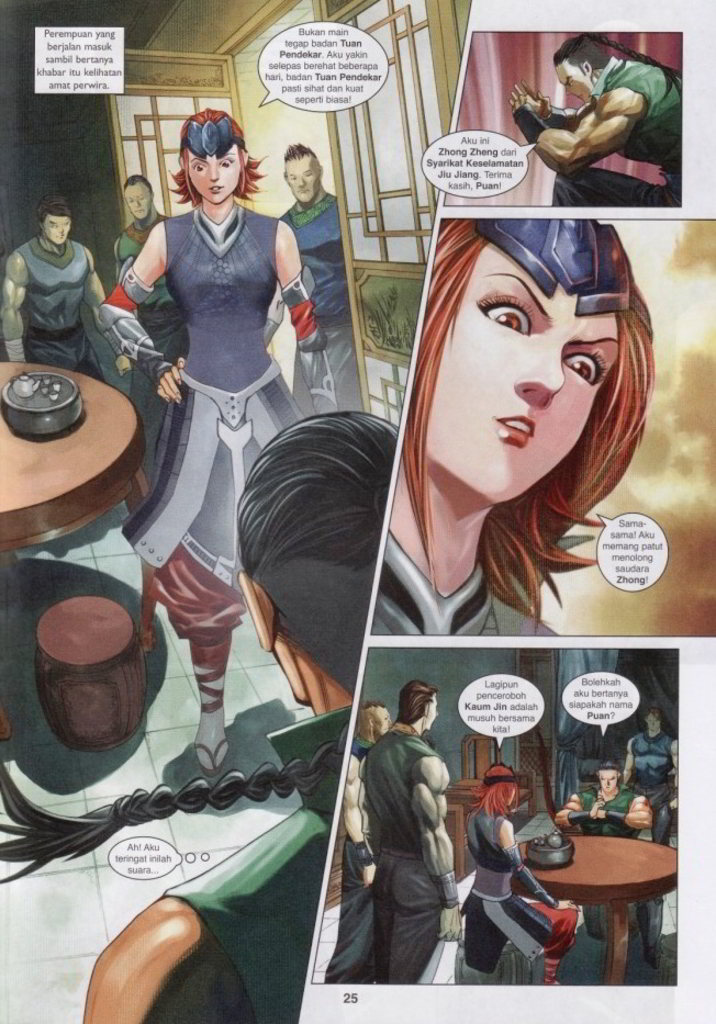 Perempuan yang
berjalan masuk
sambil bertanya
khabar itu kelihatan
amat perwira.
Bukan main
tegap badan Tuan
Pendekar. Aku yakin
selepas berehat beberapa
hari, badan Tuan Pendekar
pasti sihat dan kuat
seperti biasa!
Ah! Aku
teringat inilah
suara...
Aku ini
Zhong Zheng dari
Syarikat Keselamatan
Jiu Jiang. Terima
kasih, Puan!
Sama-
sama! Aku
memang patut
menolong
saudara
Zhong!
Lagipun
penceroboh
Kaum Jin adalah
musuh bersama
kita!
Bolehkah
aku bertanya
siapakah nama
Puan?
25